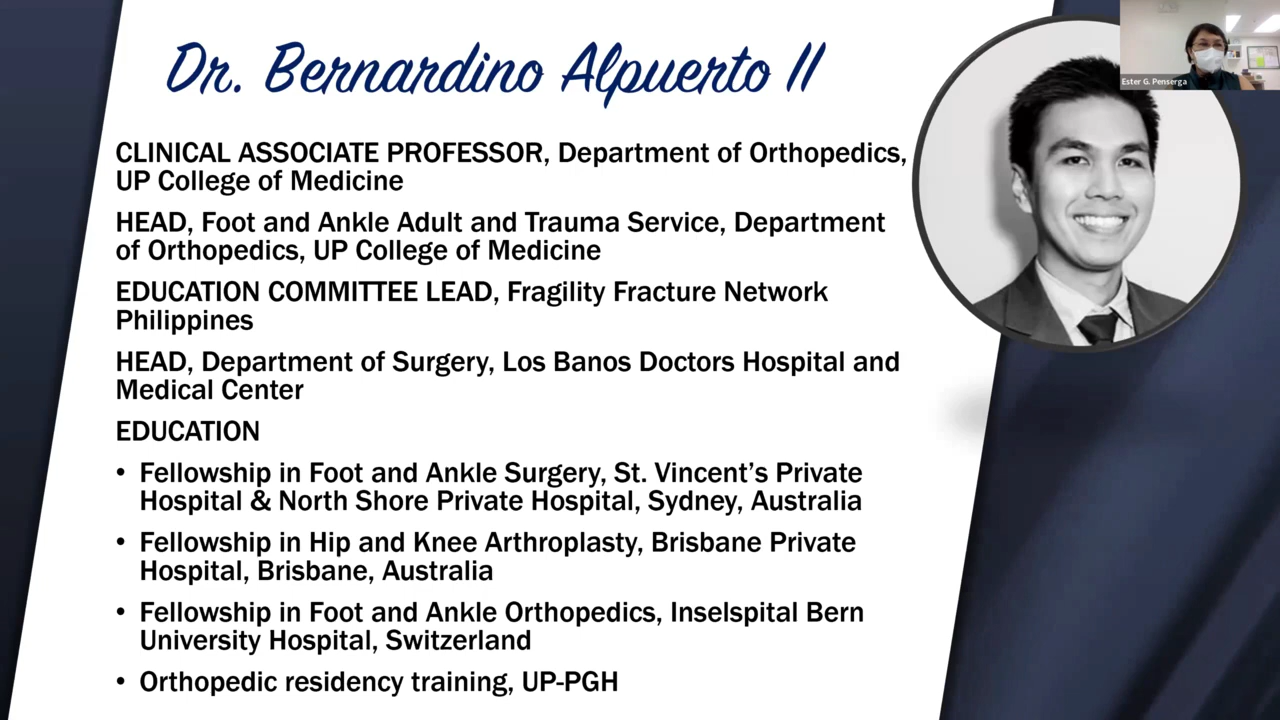 Dr. Bernardino Alpuerto II
Ester G. Penserga
CLINICAL ASSOCIATE PROFESSOR, Department of Orthopedics,
UP College of Medicine
HEAD, Foot and Ankle Adult and Trauma Service, Department
of Orthopedics, UP College of Medicine
EDUCATION COMMITTEE LEAD, Fragility Fracture Network
Philippines
HEAD, Department of Surgery, Los Banos Doctors Hospital and
Medical Center
EDUCATION
• Fellowship in Foot and Ankle Surgery, St. Vincent’s Private
Hospital & North Shore Private Hospital, Sydney, Australia
• Fellowship in Hip and Knee Arthroplasty, Brisbane Private
Hospital, Brisbane, Australia
• Fellowship in Foot and Ankle Orthopedics, Inselspital Bern
University Hospital, Switzerland
• Orthopedic residency training, UP-PGH